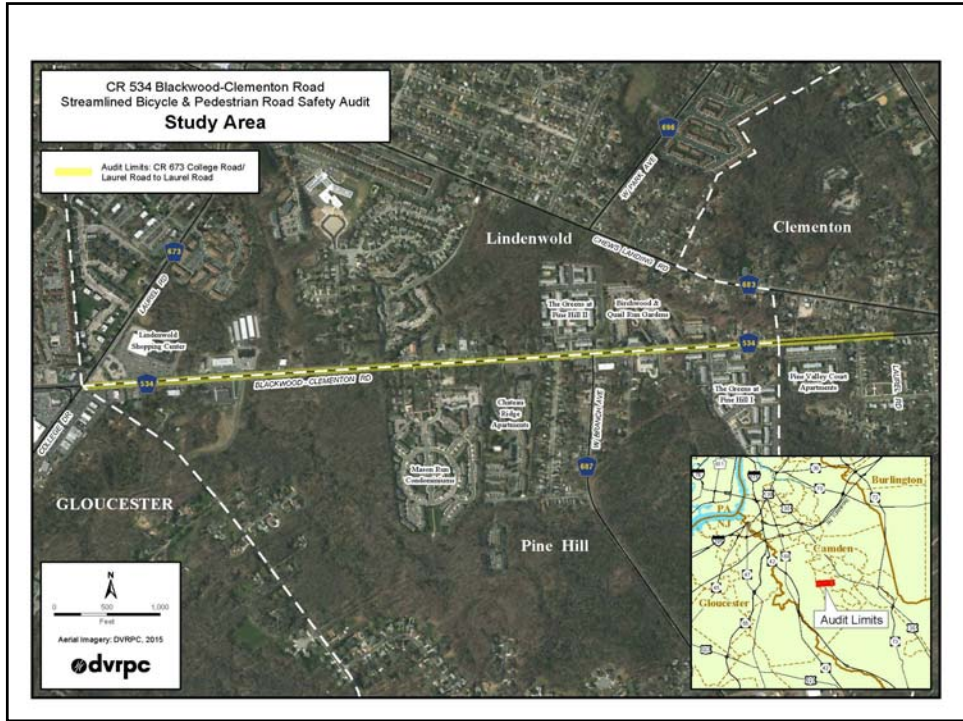 CR 534 Blackwood-Clementon Road
Streamlined Bicycle & Pedestrian Road Safety Audit
Study Area
Audit Limits: CR 673 College Road/
Laurel Road to Laurel Road
696
W PARK AVE
Lindenwold
Clementon
CHEWS LANDING RD
673
LAUREL RD
683
The Greens at
Pine Hill II
Birchwood &
Quail Run Gardens
Lindenwold
Shopping Center
534
534
BLACKWOOD - CLEMENTON RD
COLLEGE DR
Chateau
Ridge
Apartments
W BRANCH AVE
The Greens at
Pine Hill I
Pine Valley Court
Apartments
LAUREL RD
Mason Run
Condominiums
687
GLOUCESTER
Pine Hill
N
0 500 1,000
Feet
Aerial Imagery: DVRPC, 2015
dvrpc
PA
NJ
Burlington
Camden
Gloucester
Audit Limits